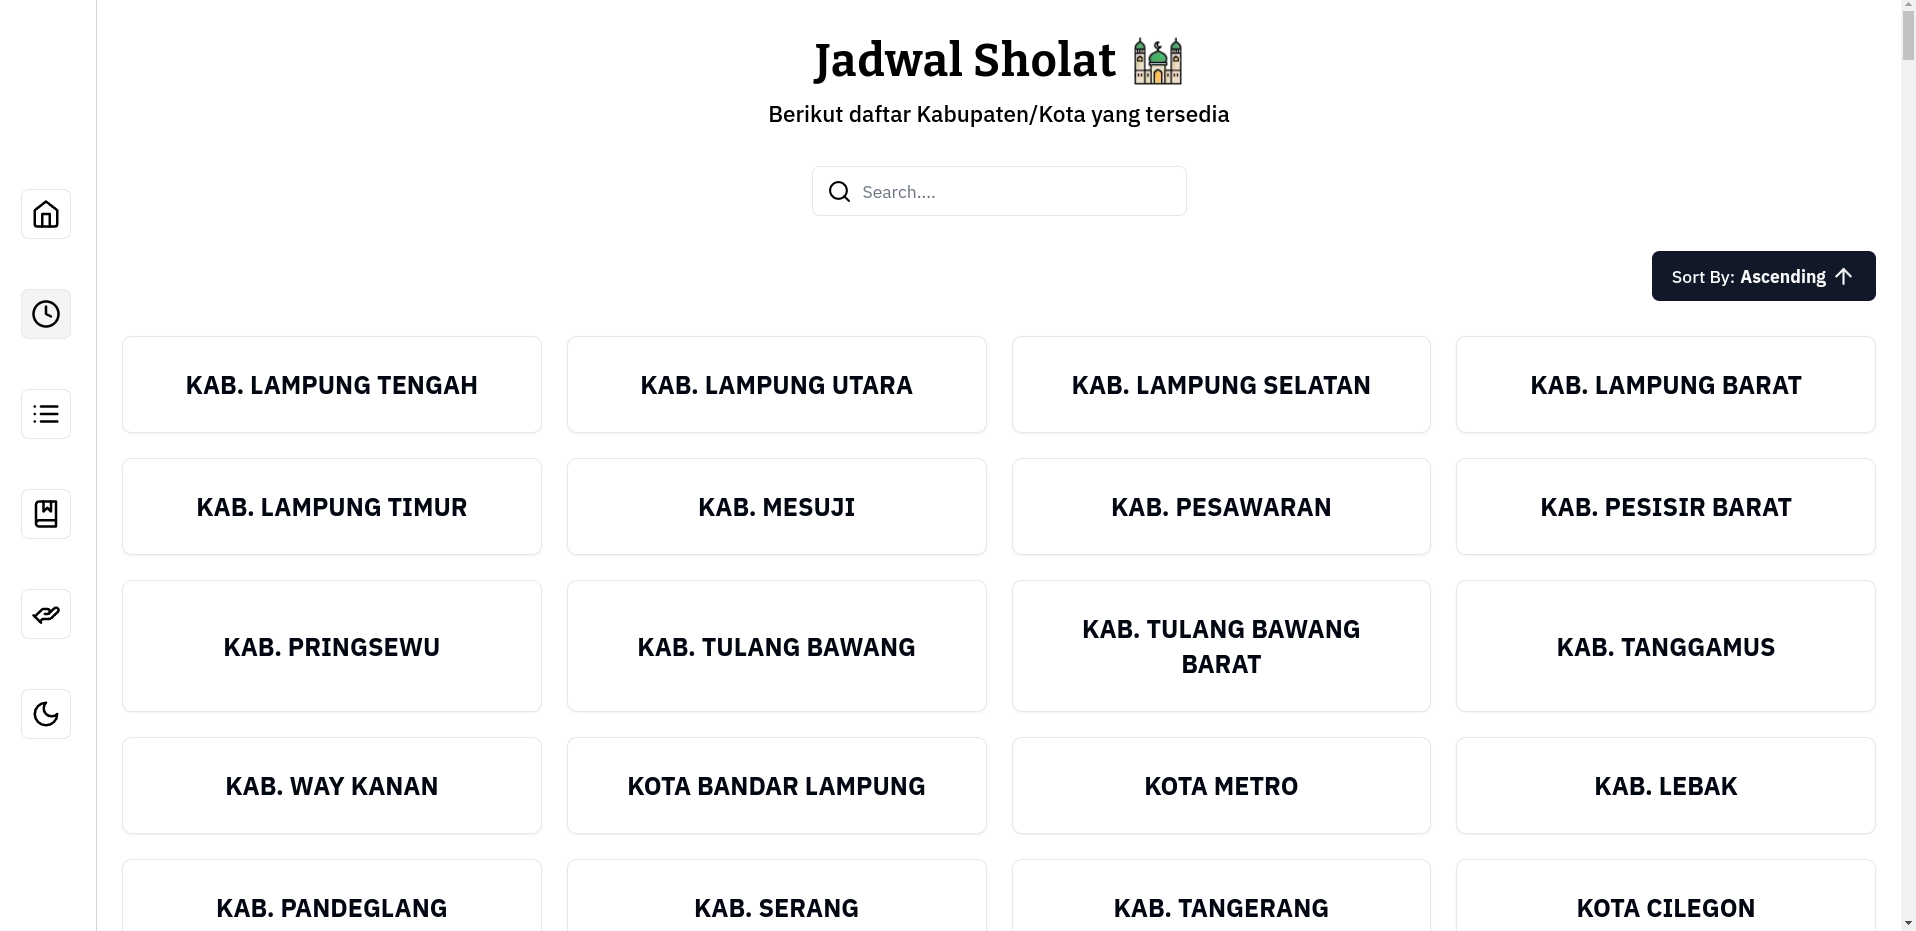 Jadwal Sholat
Berikut daftar Kabupaten/Kota yang tersedia
Search....
Sort By: Ascending
KAB. LAMPUNG TENGAH
KAB. LAMPUNG UTARA
KAB. LAMPUNG SELATAN
KAB. LAMPUNG BARAT
KAB. LAMPUNG TIMUR
KAB. MESUJI
KAB. PESAWARAN
KAB. PESISIR BARAT
KAB. PRINGSEWU
KAB. TULANG BAWANG
KAB. TULANG BAWANG
BARAT
KAB. TANGGAMUS
KAB. WAY KANAN
KOTA BANDAR LAMPUNG
KOTA METRO
KAB. LEBAK
KAB. PANDEGLANG
KAB. SERANG
KAB. TANGERANG
KOTA CILEGON